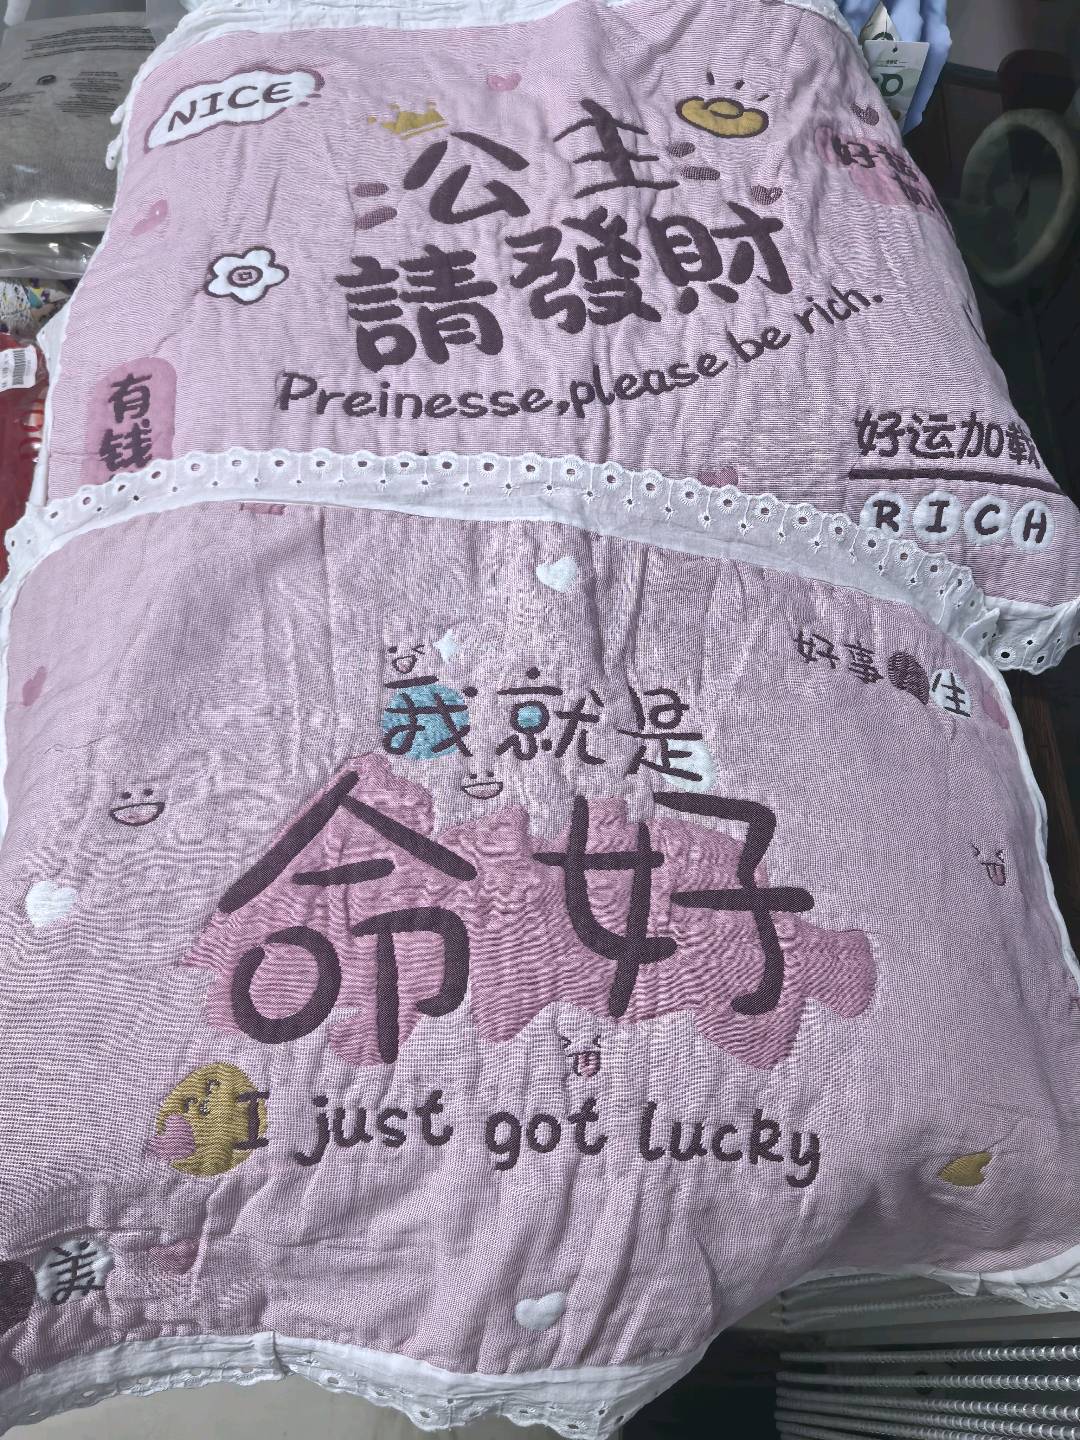 NICE
公主
請發財
Preinesse,please be rich.
有钱
好运加载
RICH
好事
生
我就是
命好
I just got lucky
美